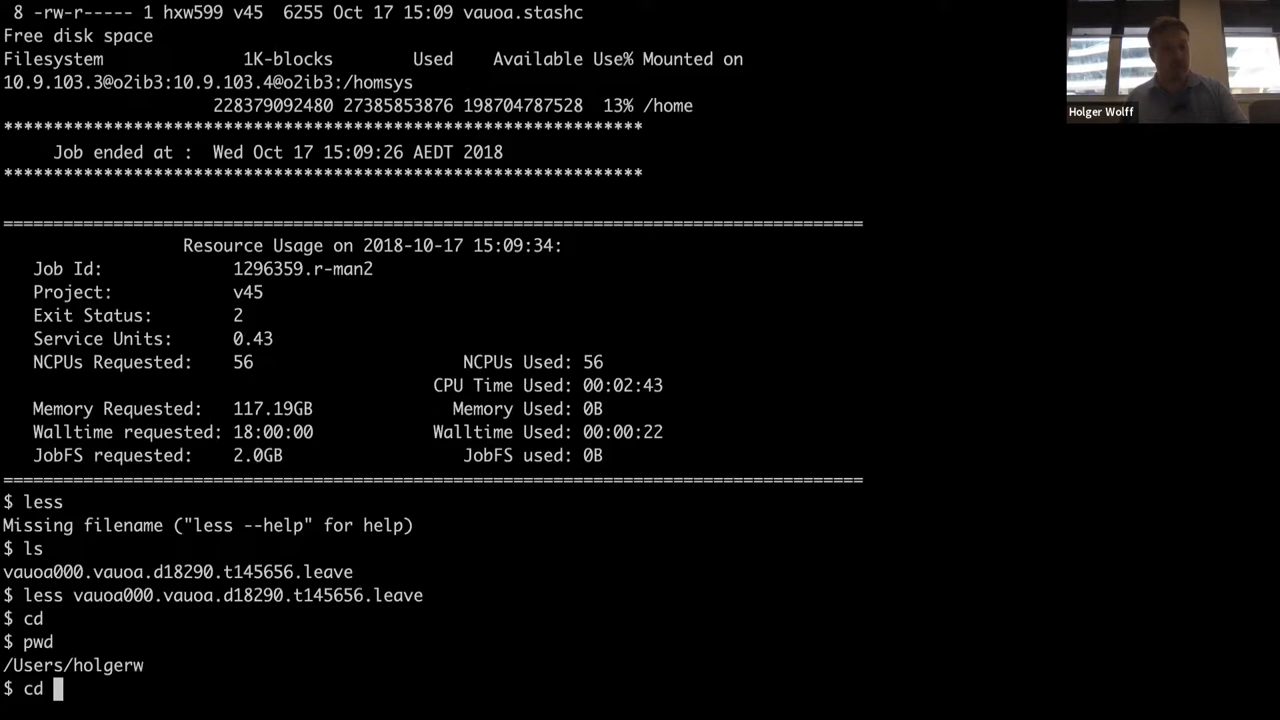 8 -rw-r----- 1 hxw599 v45  6255 Oct 17 15:09 vauoa.stashc
Free disk space
Filesystem              1K-blocks        Used    Available Use% Mounted on
10.9.103.3@o2ib3:10.9.103.4@o2ib3:/homsys
                     228379092480 27385853876 198704787528  13% /home
****************************************************************
     Job ended at :  Wed Oct 17 15:09:26 AEDT 2018
****************************************************************
======================================================================================
                  Resource Usage on 2018-10-17 15:09:34:
   Job Id:             1296359.r-man2
   Project:            v45
   Exit Status:        2
   Service Units:      0.43
   NCPUs Requested:    56                     NCPUs Used: 56
                                           CPU Time Used: 00:02:43
   Memory Requested:   117.19GB              Memory Used: 0B
   Walltime requested: 18:00:00            Walltime Used: 00:00:22
   JobFS requested:    2.0GB                  JobFS used: 0B
======================================================================================
$ less
Missing filename ("less --help" for help)
$ ls
vauoa000.vauoa.d18290.t145656.leave
$ less vauoa000.vauoa.d18290.t145656.leave
$ cd
$ pwd
/Users/holgerw
$ cd
Holger Wolff